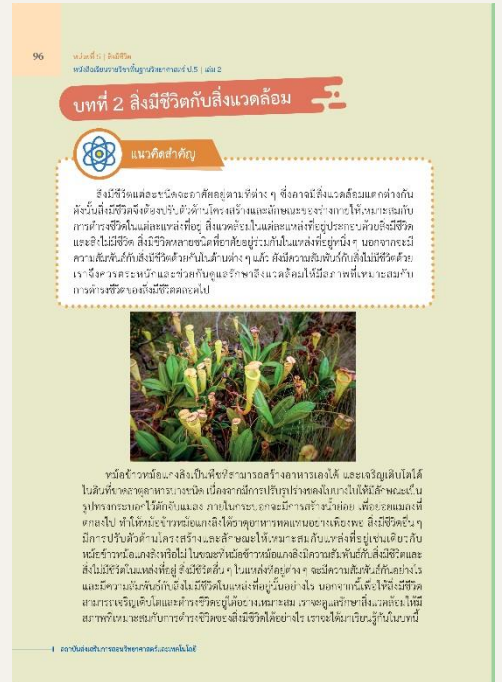 96
หน่วยที่ 5 | สิ่งมีชีวิต
หนังสือเรียนรายวิชาพื้นฐานวิทยาศาสตร์ ป.5 | เล่ม 2
บทที่ 2 สิ่งมีชีวิตกับสิ่งแวดล้อม
แนวคิดสำคัญ
สิ่งมีชีวิตแต่ละชนิดจะอาศัยอยู่ตามที่ต่าง ๆ ซึ่งอาจมีสิ่งแวดล้อมแตกต่างกัน
ดังนั้นสิ่งมีชีวิตจึงต้องปรับตัวด้านโครงสร้างและลักษณะของร่างกายให้เหมาะสมกับ
การดำรงชีวิตในแต่ละแหล่งที่อยู่ สิ่งแวดล้อมในแต่ละแหล่งที่อยู่ประกอบด้วยสิ่งมีชีวิต
และสิ่งไม่มีชีวิต สิ่งมีชีวิตหลายชนิดที่อาศัยอยู่ร่วมกันในแหล่งที่อยู่หนึ่ง ๆ นอกจากจะมี
ความสัมพันธ์กับสิ่งมีชีวิตด้วยกันในด้านต่าง ๆ แล้ว ยังมีความสัมพันธ์กับสิ่งไม่มีชีวิตด้วย
เราจึงควรตระหนักและช่วยกันดูแลรักษาสิ่งแวดล้อมให้มีสภาพที่เหมาะสมกับ
การดำรงชีวิตของสิ่งมีชีวิตตลอดไป
หม้อข้าวหม้อแกงลิงเป็นพืชที่สามารถสร้างอาหารเองได้ และเจริญเติบโตได้
ในดินที่ขาดธาตุอาหารบางชนิด เนื่องจากมีการปรับรูปร่างของใบบางใบให้มีลักษณะเป็น
รูปทรงกระบอกไว้ดักจับแมลง ภายในกระบอกจะมีการสร้างน้ำย่อย เพื่อย่อยแมลงที่
ตกลงไป ทำให้หม้อข้าวหม้อแกงลิงได้ธาตุอาหารทดแทนอย่างเพียงพอ สิ่งมีชีวิตอื่น ๆ
มีการปรับตัวด้านโครงสร้างและลักษณะให้เหมาะสมกับแหล่งที่อยู่เช่นเดียวกับ
หม้อข้าวหม้อแกงลิงหรือไม่ ในขณะที่หม้อข้าวหม้อแกงลิงมีความสัมพันธ์กับสิ่งมีชีวิตและ
สิ่งไม่มีชีวิตในแหล่งที่อยู่ สิ่งมีชีวิตอื่น ๆ ในแหล่งที่อยู่ต่าง ๆ จะมีความสัมพันธ์กันอย่างไร
และมีความสัมพันธ์กับสิ่งไม่มีชีวิตในแหล่งที่อยู่นั้นอย่างไร นอกจากนี้เพื่อให้สิ่งมีชีวิต
สามารถเจริญเติบโตและดำรงชีวิตอยู่ได้อย่างเหมาะสม เราจะดูแลรักษาสิ่งแวดล้อมให้มี
สภาพที่เหมาะสมกับการดำรงชีวิตของสิ่งมีชีวิตได้อย่างไร เราจะได้มาเรียนรู้กันในบทนี้
สถาบันส่งเสริมการสอนวิทยาศาสตร์และเทคโนโลยี